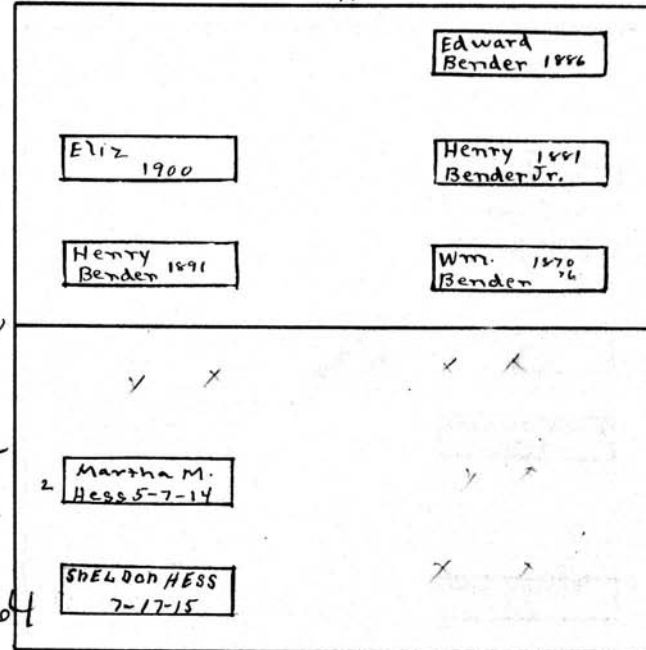 Edward
Bender 1886
Eliz
1900
Henry 1881
Bender Jr.
Henry
Bender 1891
Wm. 1870
Bender 76
x x
x x
2
Martha M.
Hess 5-7-14
x x
SHELDON HESS
7-17-15
x x
64